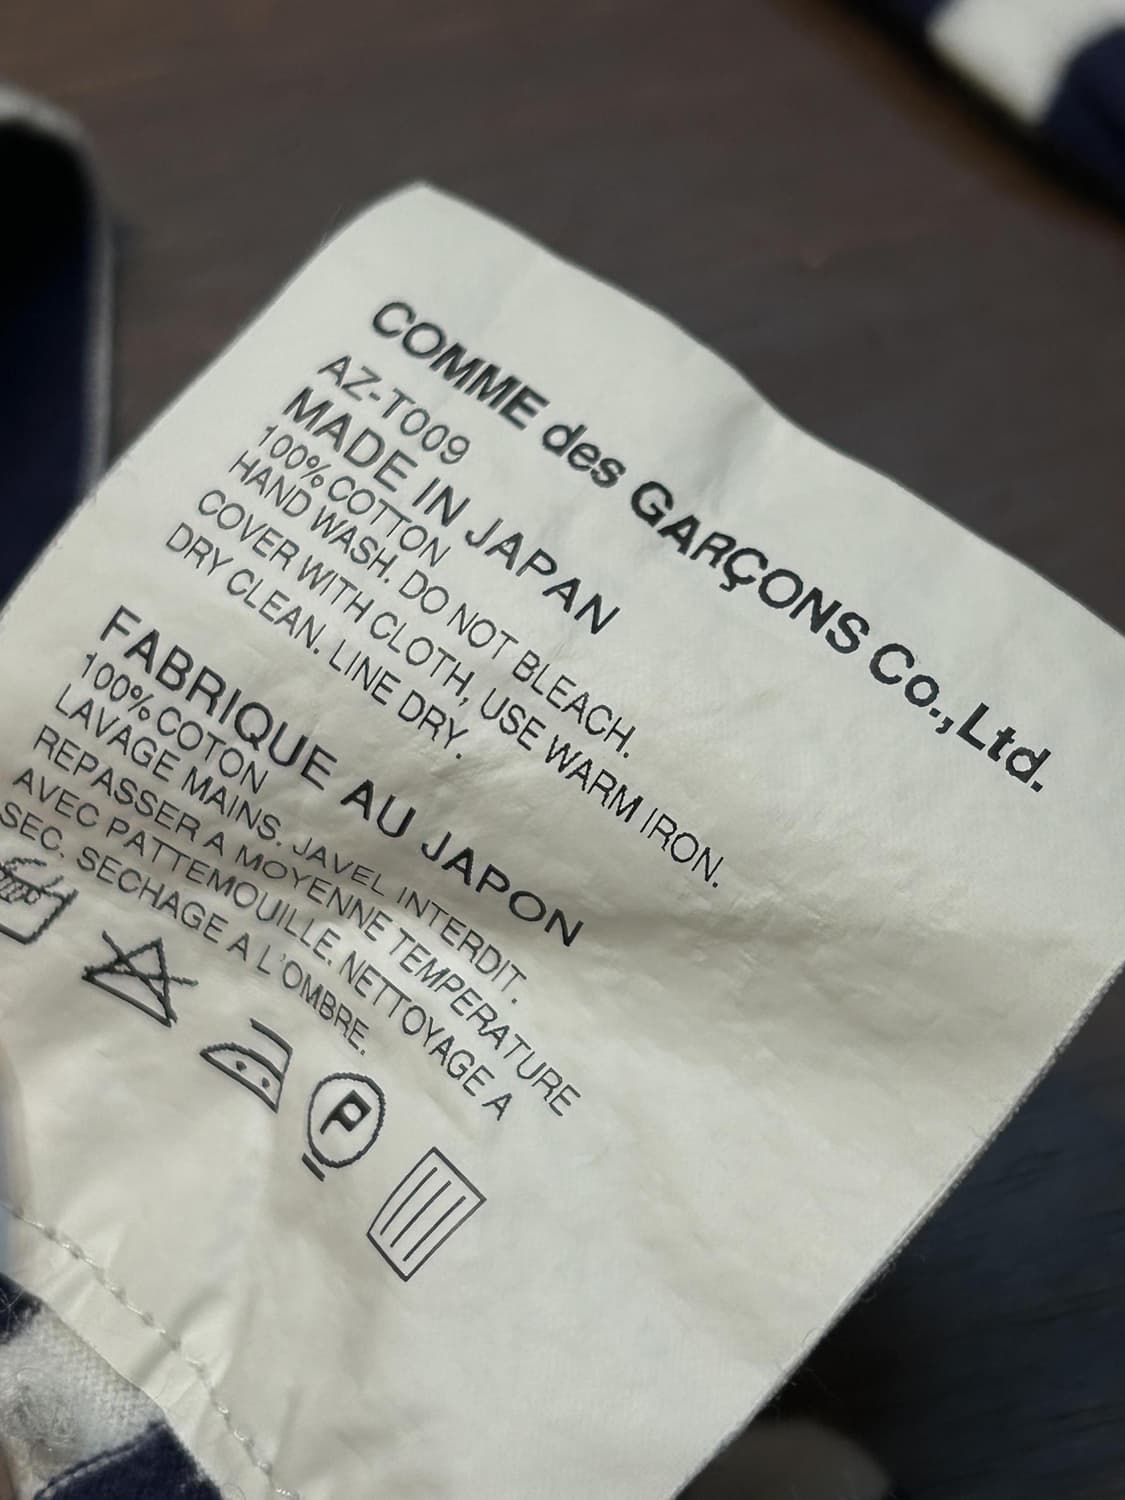 COMME des GARÇONS Co.,Ltd.
AZ-T009
MADE IN JAPAN
100% COTTON
HAND WASH. DO NOT BLEACH.
COVER WITH CLOTH, USE WARM IRON.
DRY CLEAN. LINE DRY.
FABRIQUE AU JAPON
100% COTON
LAVAGE MAINS. JAVEL INTERDIT.
REPASSER A MOYENNE TEMPERATURE
AVEC PATTEMOUILLE. NETTOYAGE A
SEC. SECHAGE A L'OMBRE.
P